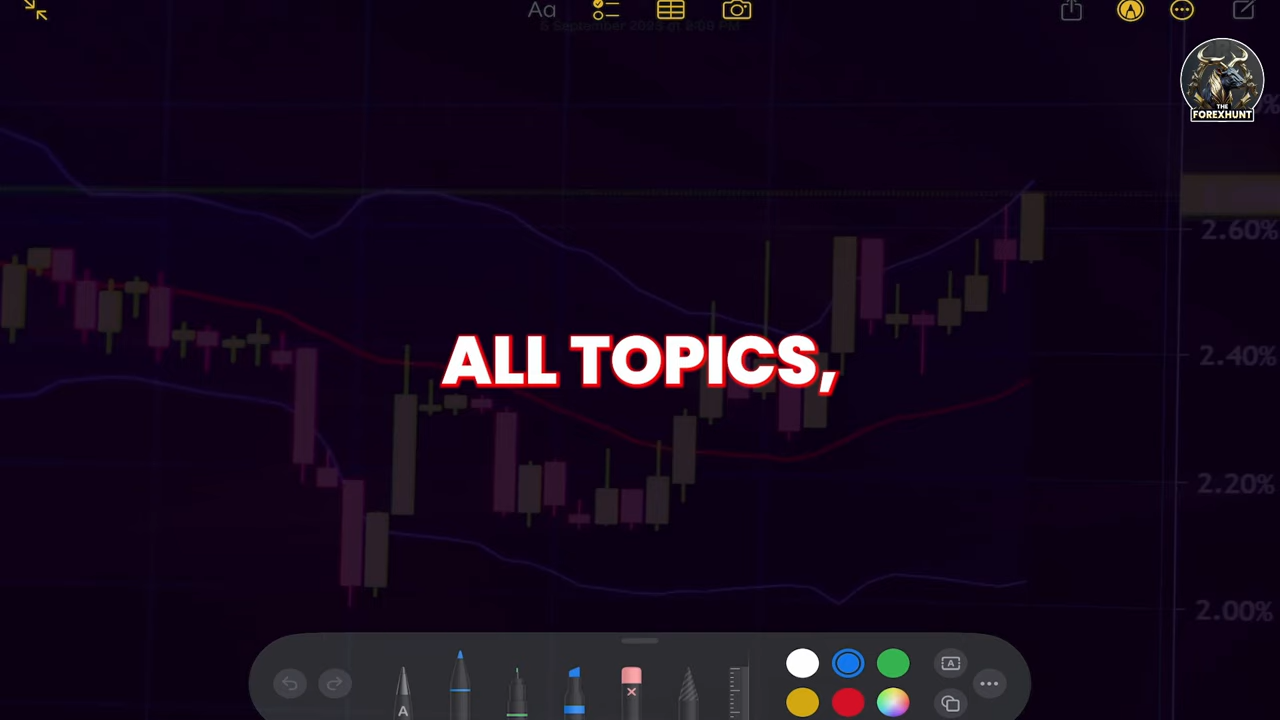 Aa
THE
FOREXHUNT
2.60%
ALL TOPICS,
2.40%
2.20%
2.00%
A
A